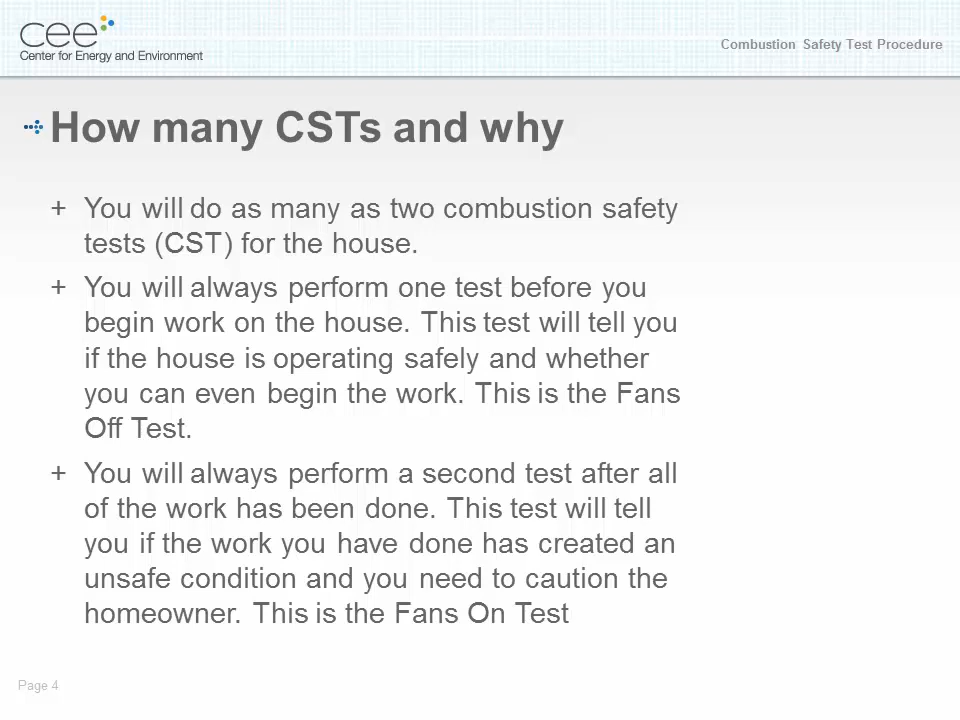 cee
Center for Energy and Environment
Combustion Safety Test Procedure
How many CSTs and why
+ You will do as many as two combustion safety
tests (CST) for the house.
+ You will always perform one test before you
begin work on the house. This test will tell you
if the house is operating safely and whether
you can even begin the work. This is the Fans
Off Test.
+ You will always perform a second test after all
of the work has been done. This test will tell
you if the work you have done has created an
unsafe condition and you need to caution the
homeowner. This is the Fans On Test
Page 4